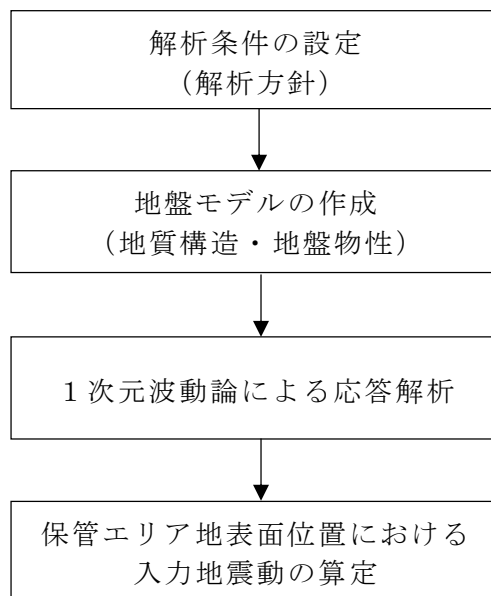 解析条件の設定
（解析方針）
地盤モデルの作成
（地質構造・地盤物性）
１次元波動論による応答解析
保管エリア地表面位置における
入力地震動の算定